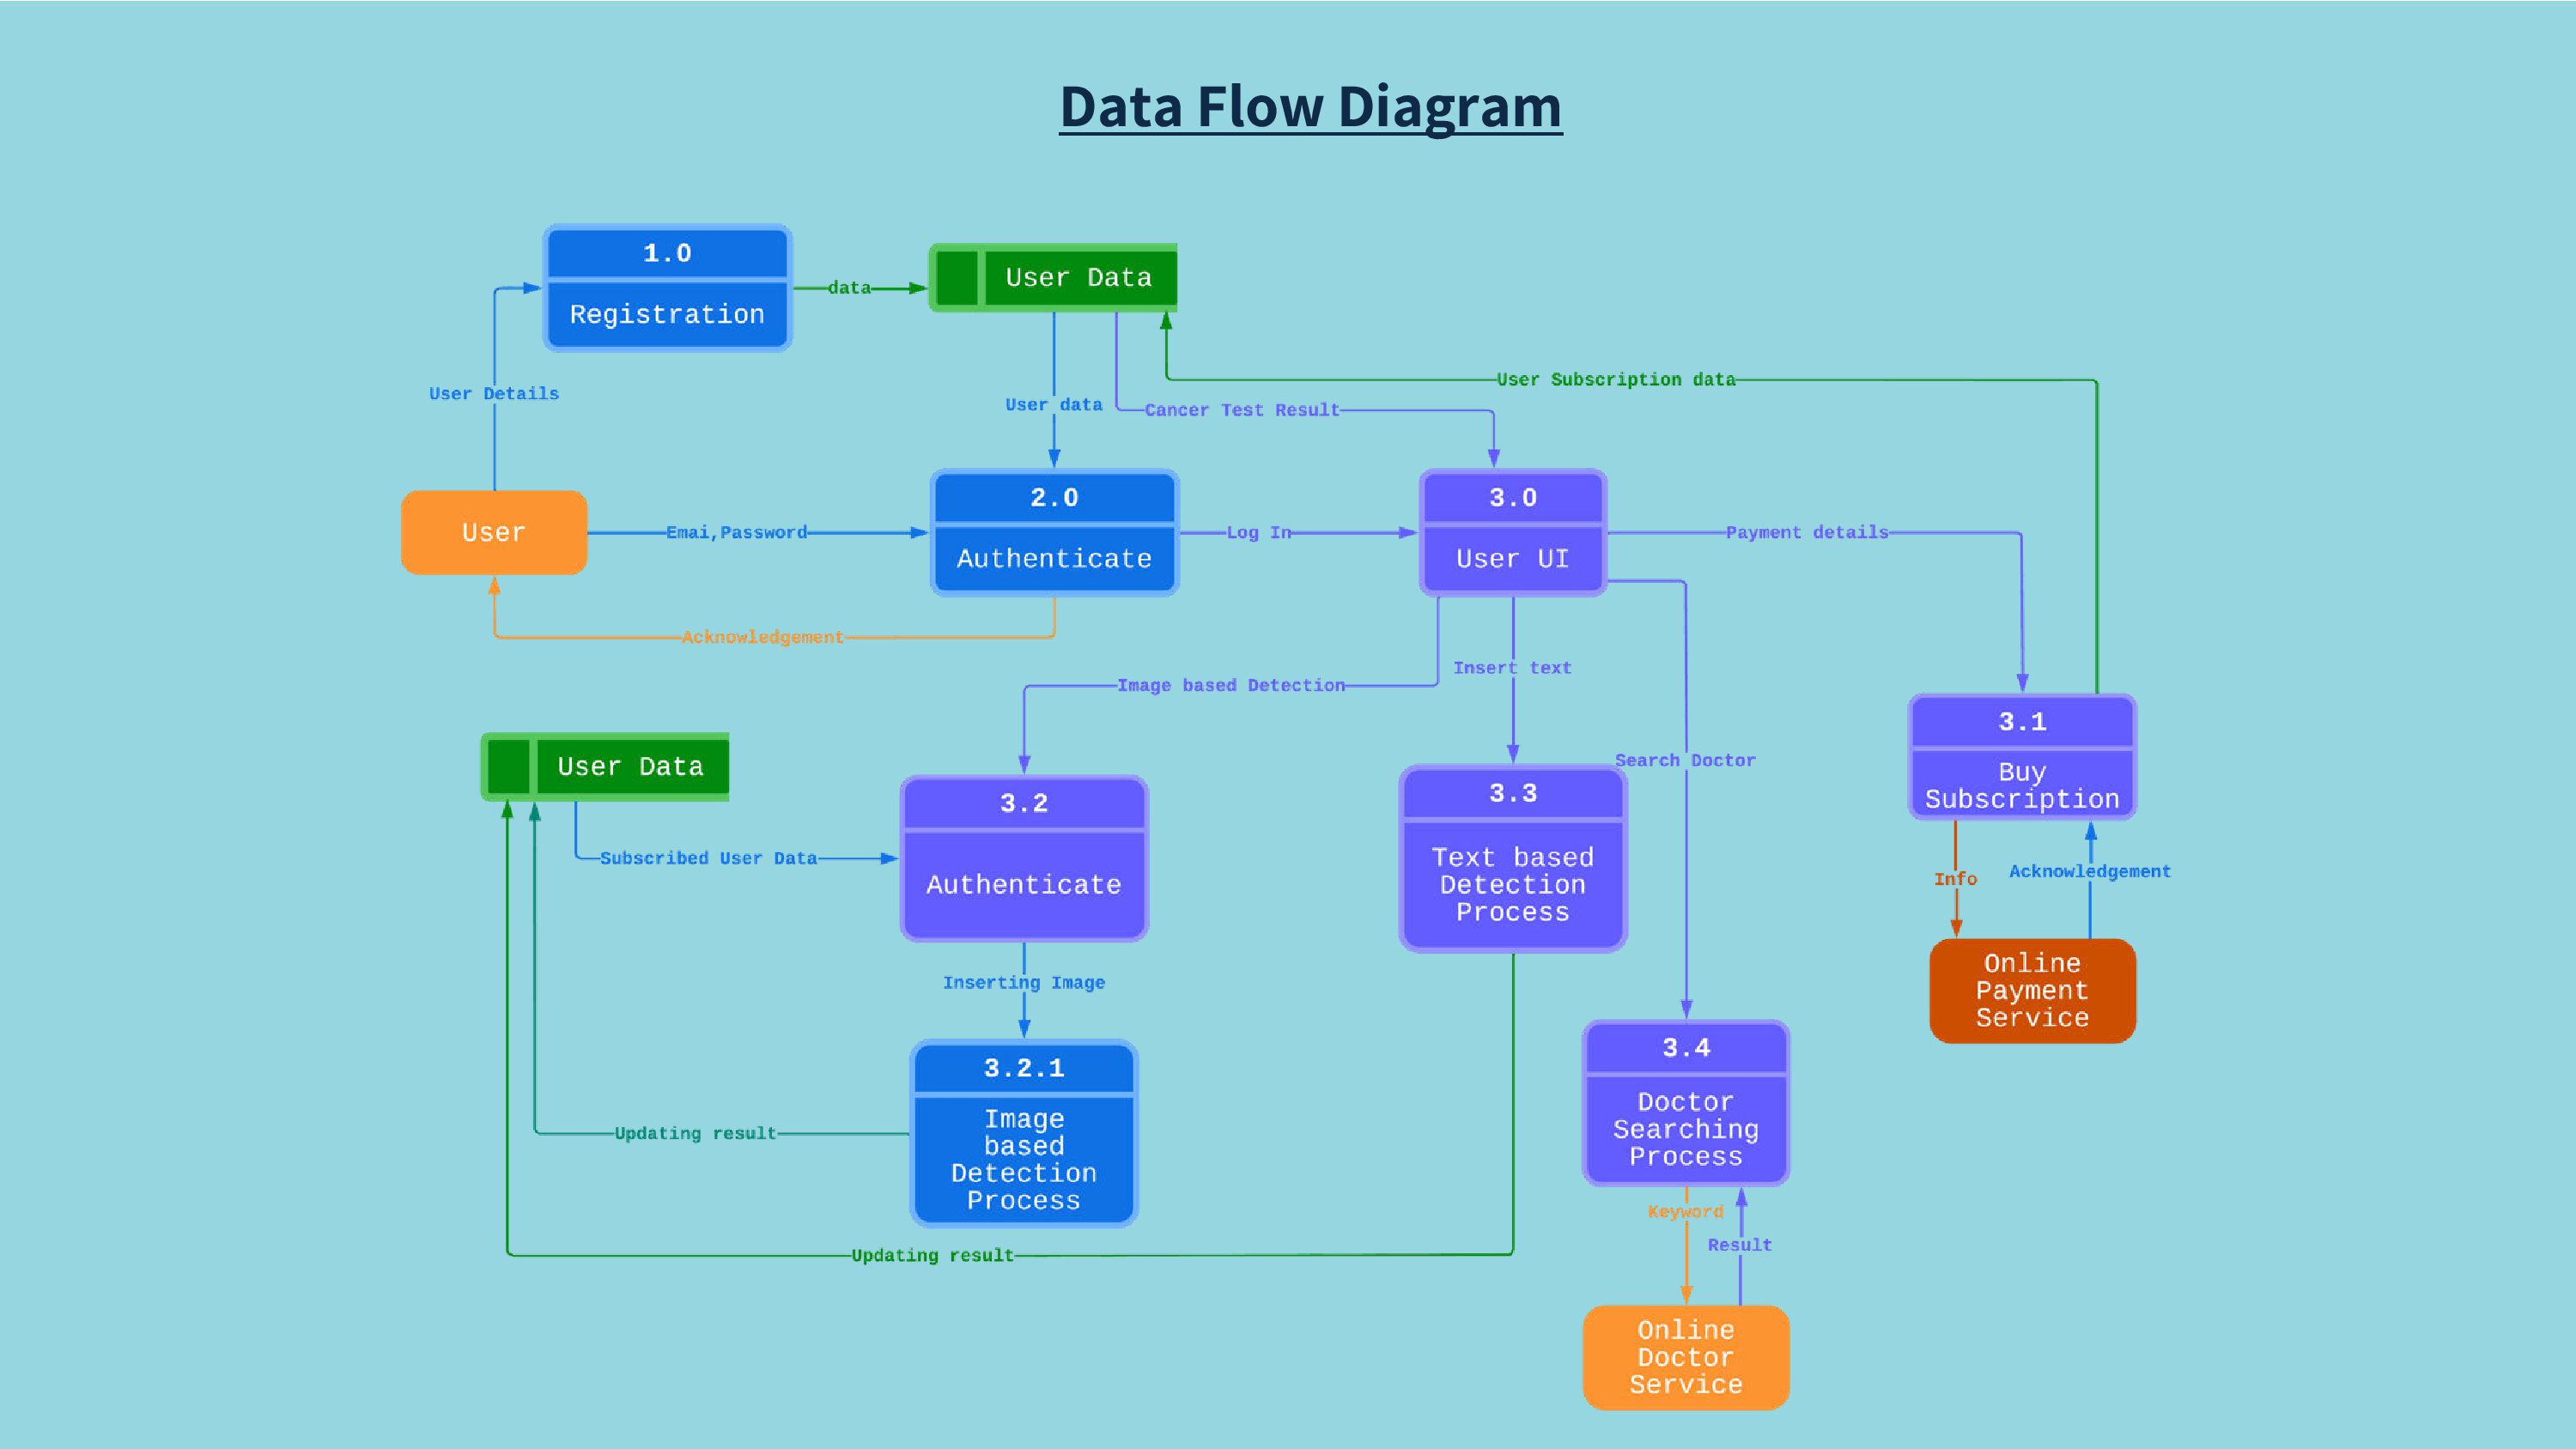 Data Flow Diagram
1.0
Registration
data
User Data
User Details
User data
Cancer Test Result
User Subscription data
User
Emai,Password
2.0
Authenticate
Log In
3.0
User UI
Payment details
Acknowledgement
Image based Detection
Insert text
Search Doctor
3.1
Buy
Subscription
User Data
Subscribed User Data
3.2
Authenticate
3.3
Text based
Detection
Process
Info
Acknowledgement
Online
Payment
Service
Inserting Image
3.2.1
Image
based
Detection
Process
Updating result
Updating result
3.4
Doctor
Searching
Process
Keyword
Result
Online
Doctor
Service